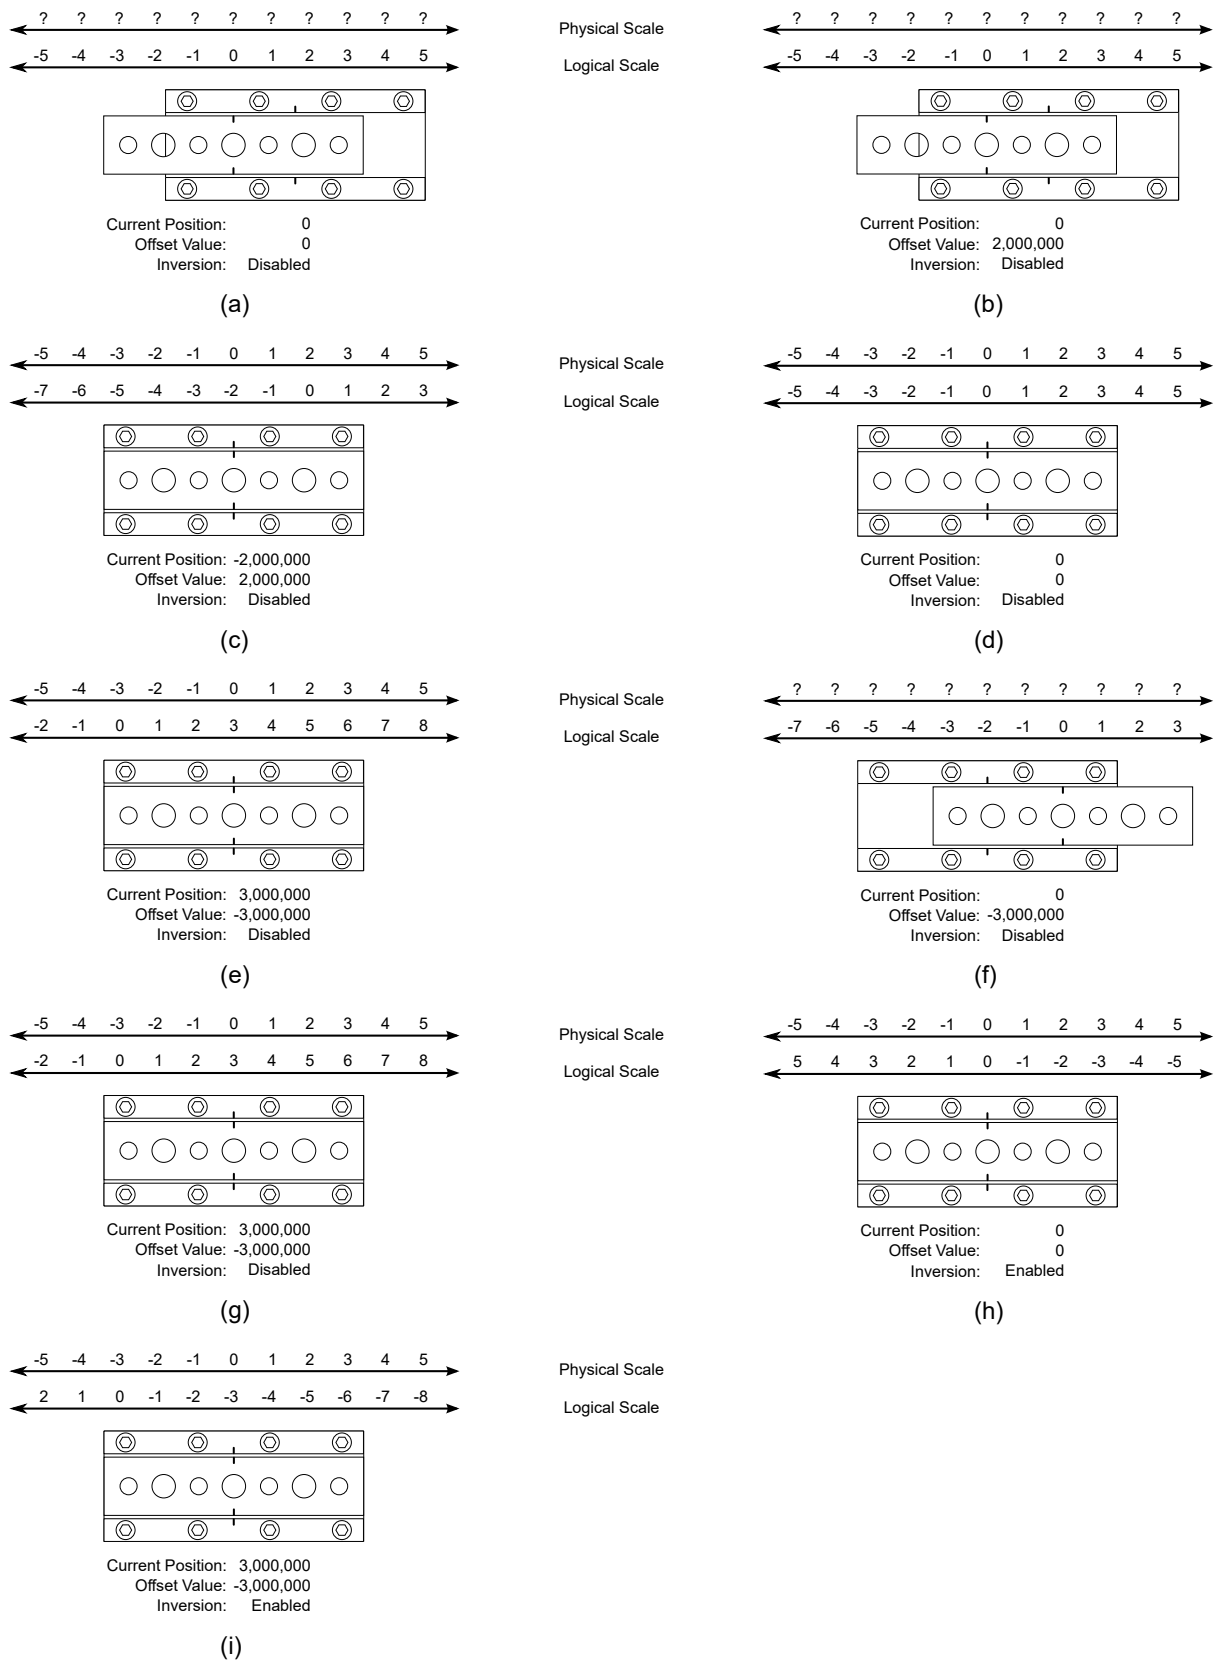 ? ? ? ? ? ? ? ? ? ? ?
Physical Scale
? ? ? ? ? ? ? ? ? ? ?
-5 -4 -3 -2 -1 0 1 2 3 4 5
Logical Scale
-5 -4 -3 -2 -1 0 1 2 3 4 5
Current Position: 0
Offset Value: 0
Inversion: Disabled
(a)
Current Position: 0
Offset Value: 2,000,000
Inversion: Disabled
(b)
-5 -4 -3 -2 -1 0 1 2 3 4 5
Physical Scale
-5 -4 -3 -2 -1 0 1 2 3 4 5
-7 -6 -5 -4 -3 -2 -1 0 1 2 3
Logical Scale
-5 -4 -3 -2 -1 0 1 2 3 4 5
Current Position: -2,000,000
Offset Value: 2,000,000
Inversion: Disabled
(c)
Current Position: 0
Offset Value: 0
Inversion: Disabled
(d)
-5 -4 -3 -2 -1 0 1 2 3 4 5
Physical Scale
? ? ? ? ? ? ? ? ? ? ?
-2 -1 0 1 2 3 4 5 6 7 8
Logical Scale
-7 -6 -5 -4 -3 -2 -1 0 1 2 3
Current Position: 3,000,000
Offset Value: -3,000,000
Inversion: Disabled
(e)
Current Position: 0
Offset Value: -3,000,000
Inversion: Disabled
(f)
-5 -4 -3 -2 -1 0 1 2 3 4 5
Physical Scale
-5 -4 -3 -2 -1 0 1 2 3 4 5
-2 -1 0 1 2 3 4 5 6 7 8
Logical Scale
5 4 3 2 1 0 -1 -2 -3 -4 -5
Current Position: 3,000,000
Offset Value: -3,000,000
Inversion: Disabled
(g)
Current Position: 0
Offset Value: 0
Inversion: Enabled
(h)
-5 -4 -3 -2 -1 0 1 2 3 4 5
Physical Scale
2 1 0 -1 -2 -3 -4 -5 -6 -7 -8
Logical Scale
Current Position: 3,000,000
Offset Value: -3,000,000
Inversion: Enabled
(i)